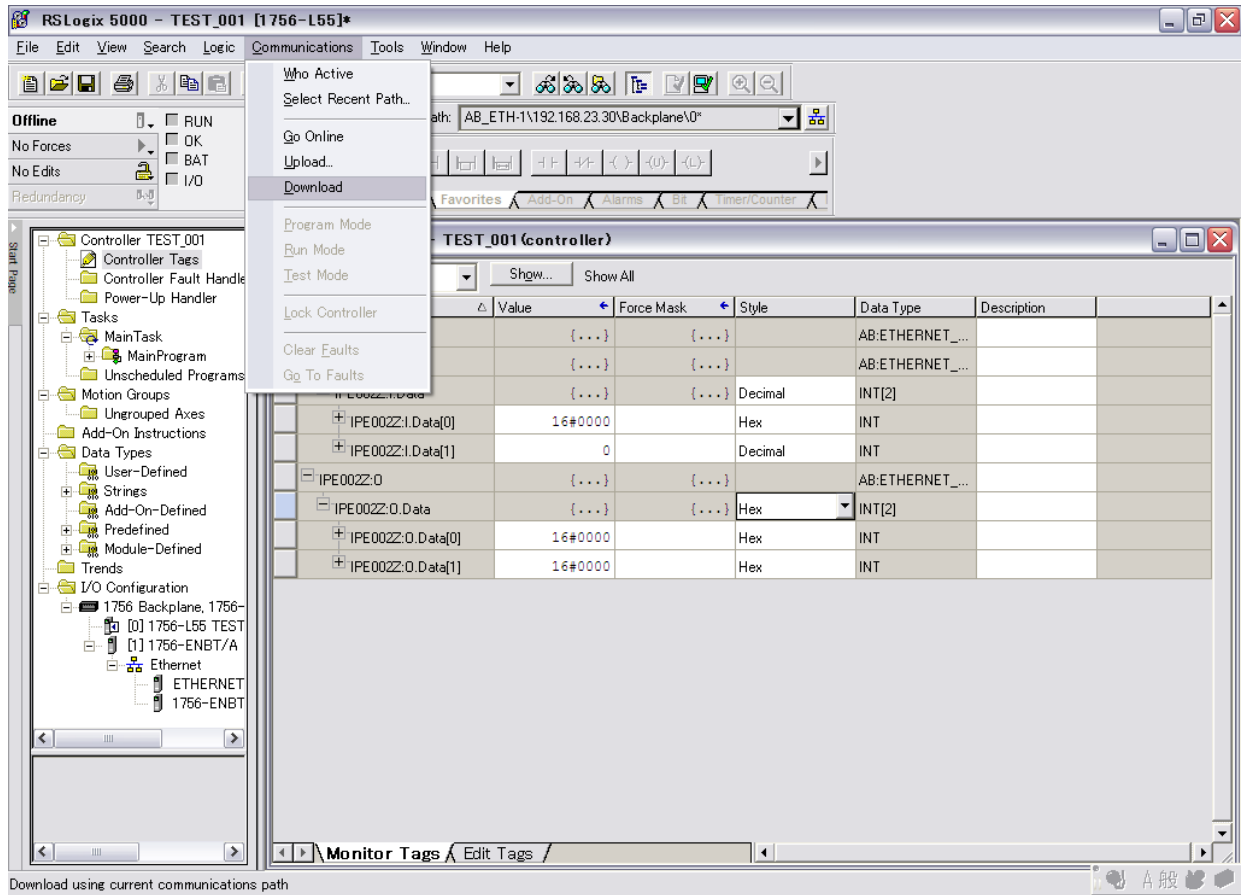 RSLogix 5000 - TEST_001 [1756-L55]*
File Edit View Search Logic Communications Tools Window Help
Who Active
Select Recent Path...
Go Online
Upload...
Download
Program Mode
Run Mode
Test Mode
Lock Controller
Clear Faults
Go To Faults
Offline RUN
No Forces OK
No Edits BAT
Redundancy I/O
ath: AB_ETH-1\192.168.23.30\Backplane\0*
Favorites Add-On Alarms Bit Timer/Counter
Start Page
Controller TEST_001
Controller Tags
Controller Fault Handle
Power-Up Handler
Tasks
MainTask
MainProgram
Unscheduled Programs
Motion Groups
Ungrouped Axes
Add-On Instructions
Data Types
User-Defined
Strings
Add-On-Defined
Predefined
Module-Defined
Trends
I/O Configuration
1756 Backplane, 1756-
[0] 1756-L55 TEST
[1] 1756-ENBT/A
Ethernet
ETHERNET
1756-ENBT
- TEST_001(controller)
Show... Show All
Value Force Mask Style Data Type Description
{...} {...} AB:ETHERNET_...
{...} {...} AB:ETHERNET_...
IPE002Z:I.Data {...} {...} Decimal INT[2]
IPE002Z:I.Data[0] 16#0000 Hex INT
IPE002Z:I.Data[1] 0 Decimal INT
IPE002Z:O {...} {...} AB:ETHERNET_...
IPE002Z:O.Data {...} {...} Hex INT[2]
IPE002Z:O.Data[0] 16#0000 Hex INT
IPE002Z:O.Data[1] 16#0000 Hex INT
Monitor Tags Edit Tags
Download using current communications path
A 般